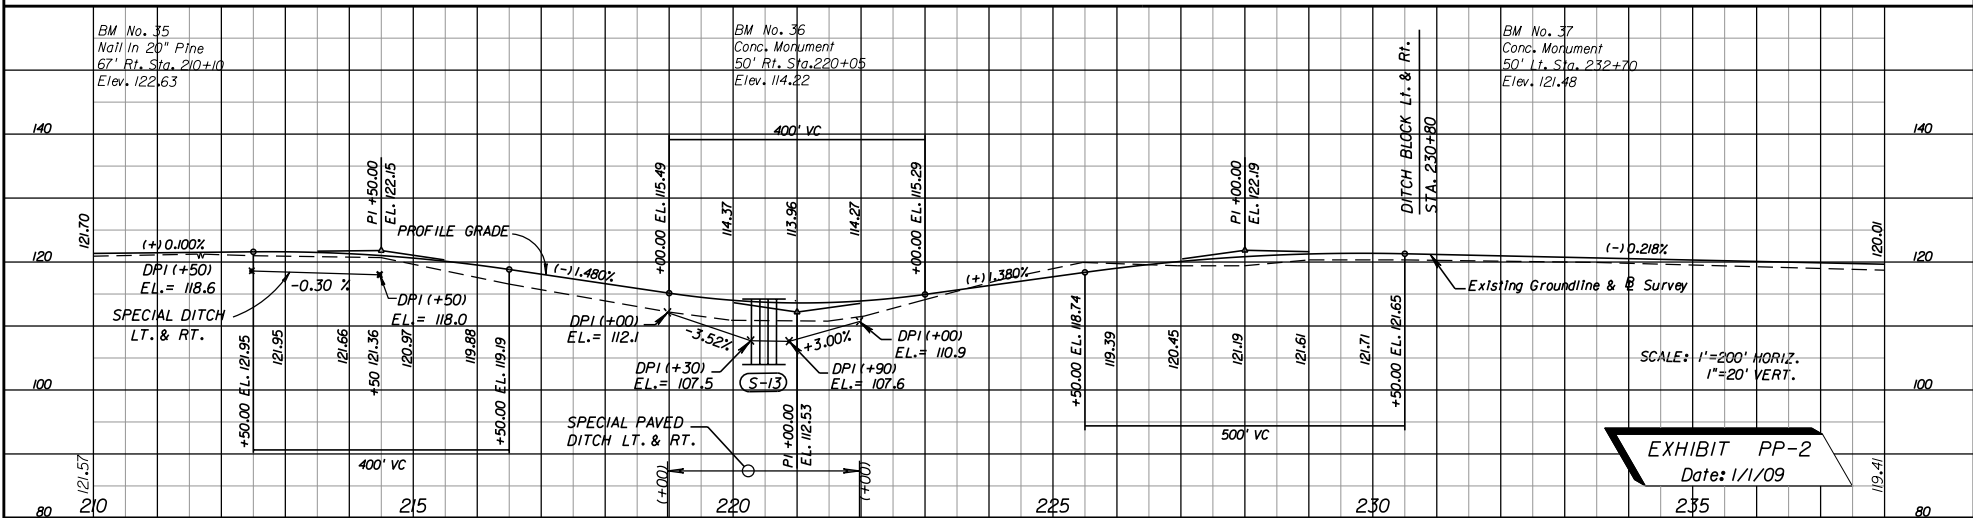 BM No. 35
Nail In 20" Pine
67' Rt. Sta. 210+10
Elev. 122.63
BM No. 36
Conc. Monument
50' Rt. Sta. 220+05
Elev. 114.22
BM No. 37
Conc. Monument
50' Lt. Sta. 232+70
Elev. 121.48
DITCH BLOCK Lt. & Rt.
STA. 230+80
140
400' VC
140
121.70
PI +50.00
EL. 122.15
+00.00 EL. 115.49
114.37
113.96
114.27
+00.00 EL. 115.29
PI +00.00
EL. 122.19
120.01
(+) 0.100%
PROFILE GRADE
(-) 1.480%
(+) 1.380%
(-) 0.218%
120
120
DPI (+50)
EL.= 118.6
-0.30 %
DPI (+50)
EL.= 118.0
SPECIAL DITCH
LT. & RT.
Existing Groundline & ⅊ Survey
DPI (+00)
EL.= 112.1
-3.52%
+3.00%
DPI (+00)
EL.= 110.9
DPI (+30)
EL.= 107.5
S-13
DPI (+90)
EL.= 107.6
SCALE: 1'=200' HORIZ.
1"=20' VERT.
100
100
+50.00 EL. 121.95
121.95
121.66
+50 121.36
120.97
119.88
+50.00 EL. 119.19
PI +00.00
EL. 112.53
+50.00 EL. 118.74
119.39
120.45
121.19
121.61
121.71
+50.00 EL. 121.65
SPECIAL PAVED
DITCH LT. & RT.
400' VC
500' VC
(+00)
(+00)
EXHIBIT PP-2
Date: 1/1/09
121.57
119.41
80
210
215
220
225
230
235
80